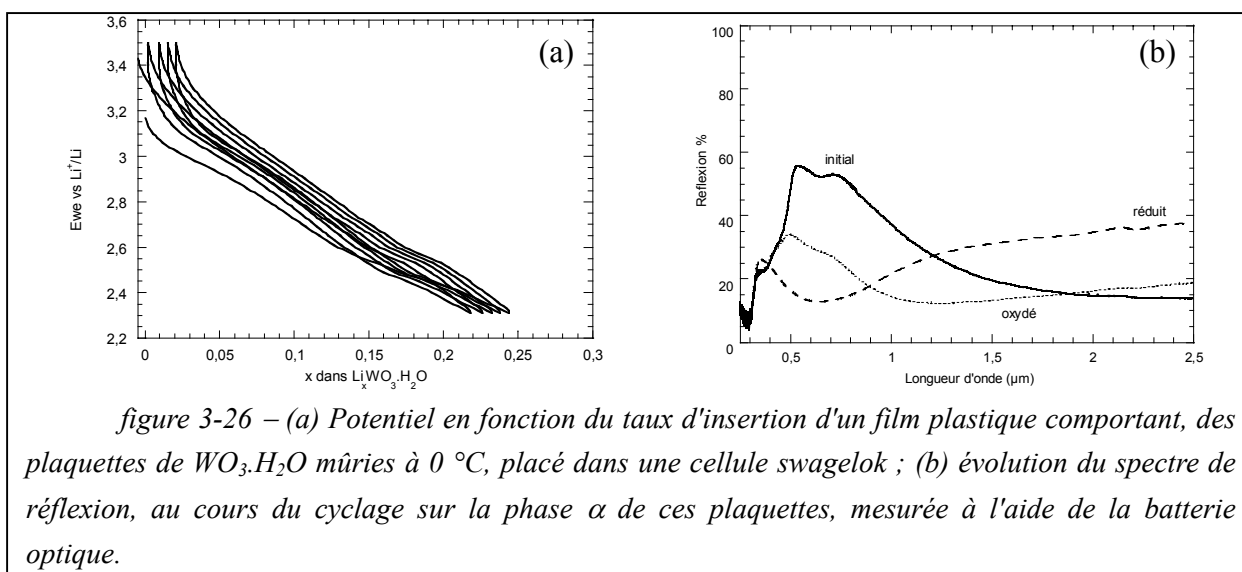 (a)
3,6
3,4
3,2
3
2,8
2,6
2,4
2,2
Ewe vs Li⁺/Li
0
0,05
0,1
0,15
0,2
0,25
0,3
x dans LiₓWO₃.H₂O
(b)
100
80
60
40
20
0
Reflexion %
initial
réduit
oxydé
0,5
1
1,5
2
2,5
Longueur d'onde (µm)
figure 3-26 – (a) Potentiel en fonction du taux d'insertion d'un film plastique comportant, des
plaquettes de WO₃.H₂O mûries à 0 °C, placé dans une cellule swagelok ; (b) évolution du spectre de
réflexion, au cours du cyclage sur la phase α de ces plaquettes, mesurée à l'aide de la batterie
optique.